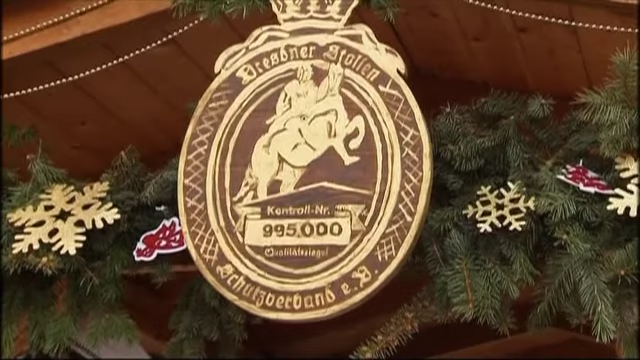 Dresdner Stollen
Kontroll-Nr.
995,000
Qualitätssiegel
Schutzverband e.V.